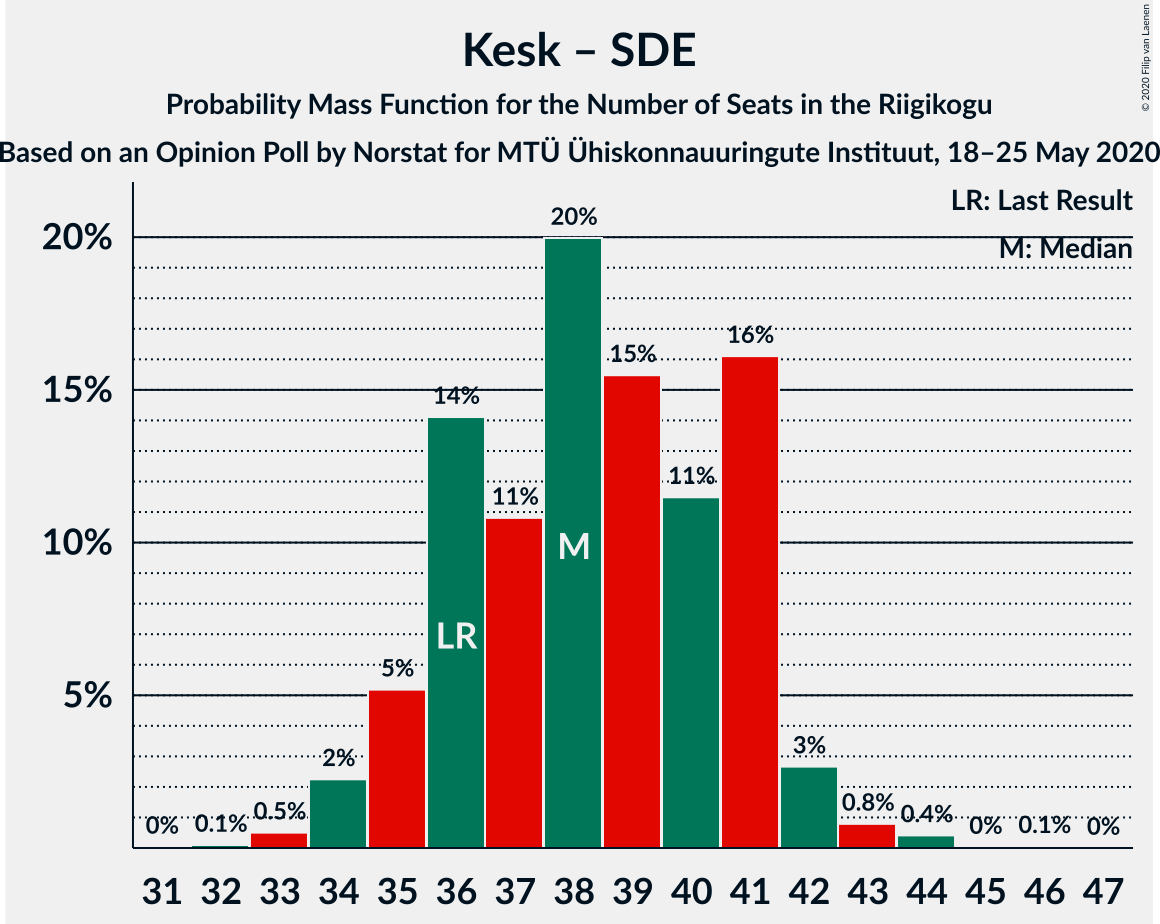 Kesk – SDE
Probability Mass Function for the Number of Seats in the Riigikogu
Based on an Opinion Poll by Norstat for MTÜ Ühiskonnauuringute Instituut, 18–25 May 2020
© 2020 Filip van Laenen
LR: Last Result
M: Median
20%
15%
10%
5%
0%
0.1%
0.5%
2%
5%
14%
11%
20%
15%
11%
16%
3%
0.8%
0.4%
0%
0.1%
0%
LR
M
31 32 33 34 35 36 37 38 39 40 41 42 43 44 45 46 47